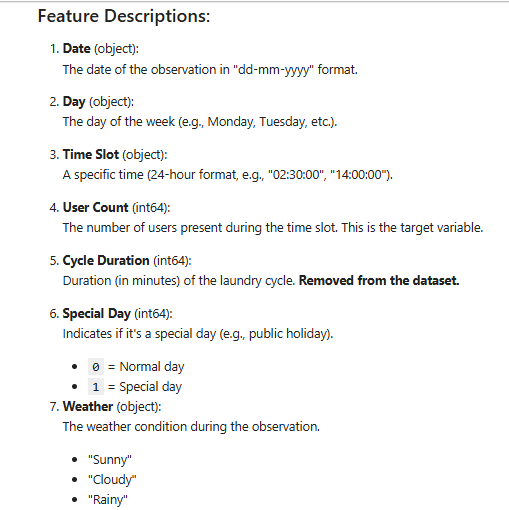 Feature Descriptions:
1. Date (object):
The date of the observation in "dd-mm-yyyy" format.
2. Day (object):
The day of the week (e.g., Monday, Tuesday, etc.).
3. Time Slot (object):
A specific time (24-hour format, e.g., "02:30:00", "14:00:00").
4. User Count (int64):
The number of users present during the time slot. This is the target variable.
5. Cycle Duration (int64):
Duration (in minutes) of the laundry cycle. Removed from the dataset.
6. Special Day (int64):
Indicates if it's a special day (e.g., public holiday).
• 0 = Normal day
• 1 = Special day
7. Weather (object):
The weather condition during the observation.
• "Sunny"
• "Cloudy"
• "Rainy"